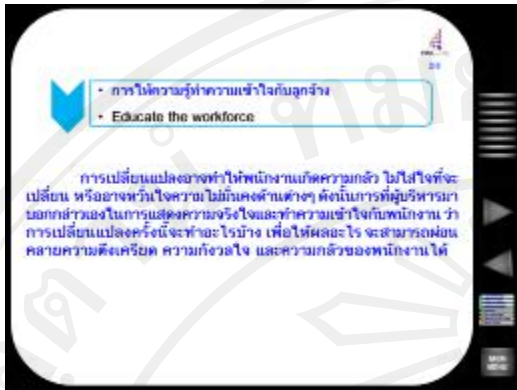 • การให้ความรู้ทำความเข้าใจกับลูกจ้าง
• Educate the workforce
การเปลี่ยนแปลงอาจทำให้พนักงานเกิดความกลัว ไม่ใส่ใจที่จะ
เปลี่ยน หรืออาจหวั่นใจความไม่มั่นคงด้านต่างๆ ดังนั้นการที่ผู้บริหารมา
บอกกล่าวเองในการแสดงความจริงใจและทำความเข้าใจกับพนักงาน ว่า
การเปลี่ยนแปลงครั้งนี้จะทำอะไรบ้าง เพื่อให้ผลอะไร จะสามารถผ่อน
คลายความตึงเครียด ความกังวลใจ และความกลัวของพนักงานได้
MAIN
MENU